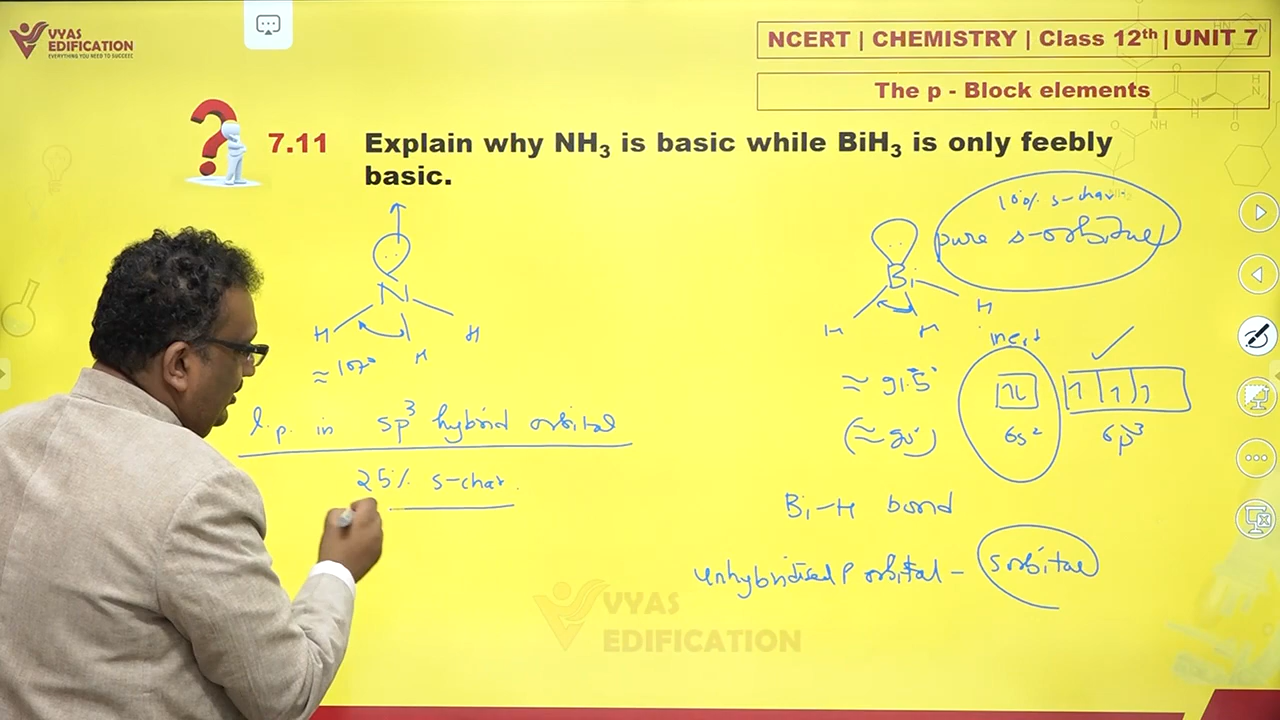 VYAS
EDIFICATION
EVERYTHING YOU NEED TO SUCCEED
NCERT | CHEMISTRY | Class 12th | UNIT 7
The p - Block elements
7.11 Explain why NH3 is basic while BiH3 is only feebly
basic.
N
H H H
≈ 107°
l.p. in sp3 hybrid orbital
25% s-char.
100% s-char
pure s-orbital
Bi
H H H
inert
≈ 91.5°
(≈ 90°)
6s2 6p3
Bi-H bond
unhybridised p orbital - s orbital
VYAS
EDIFICATION